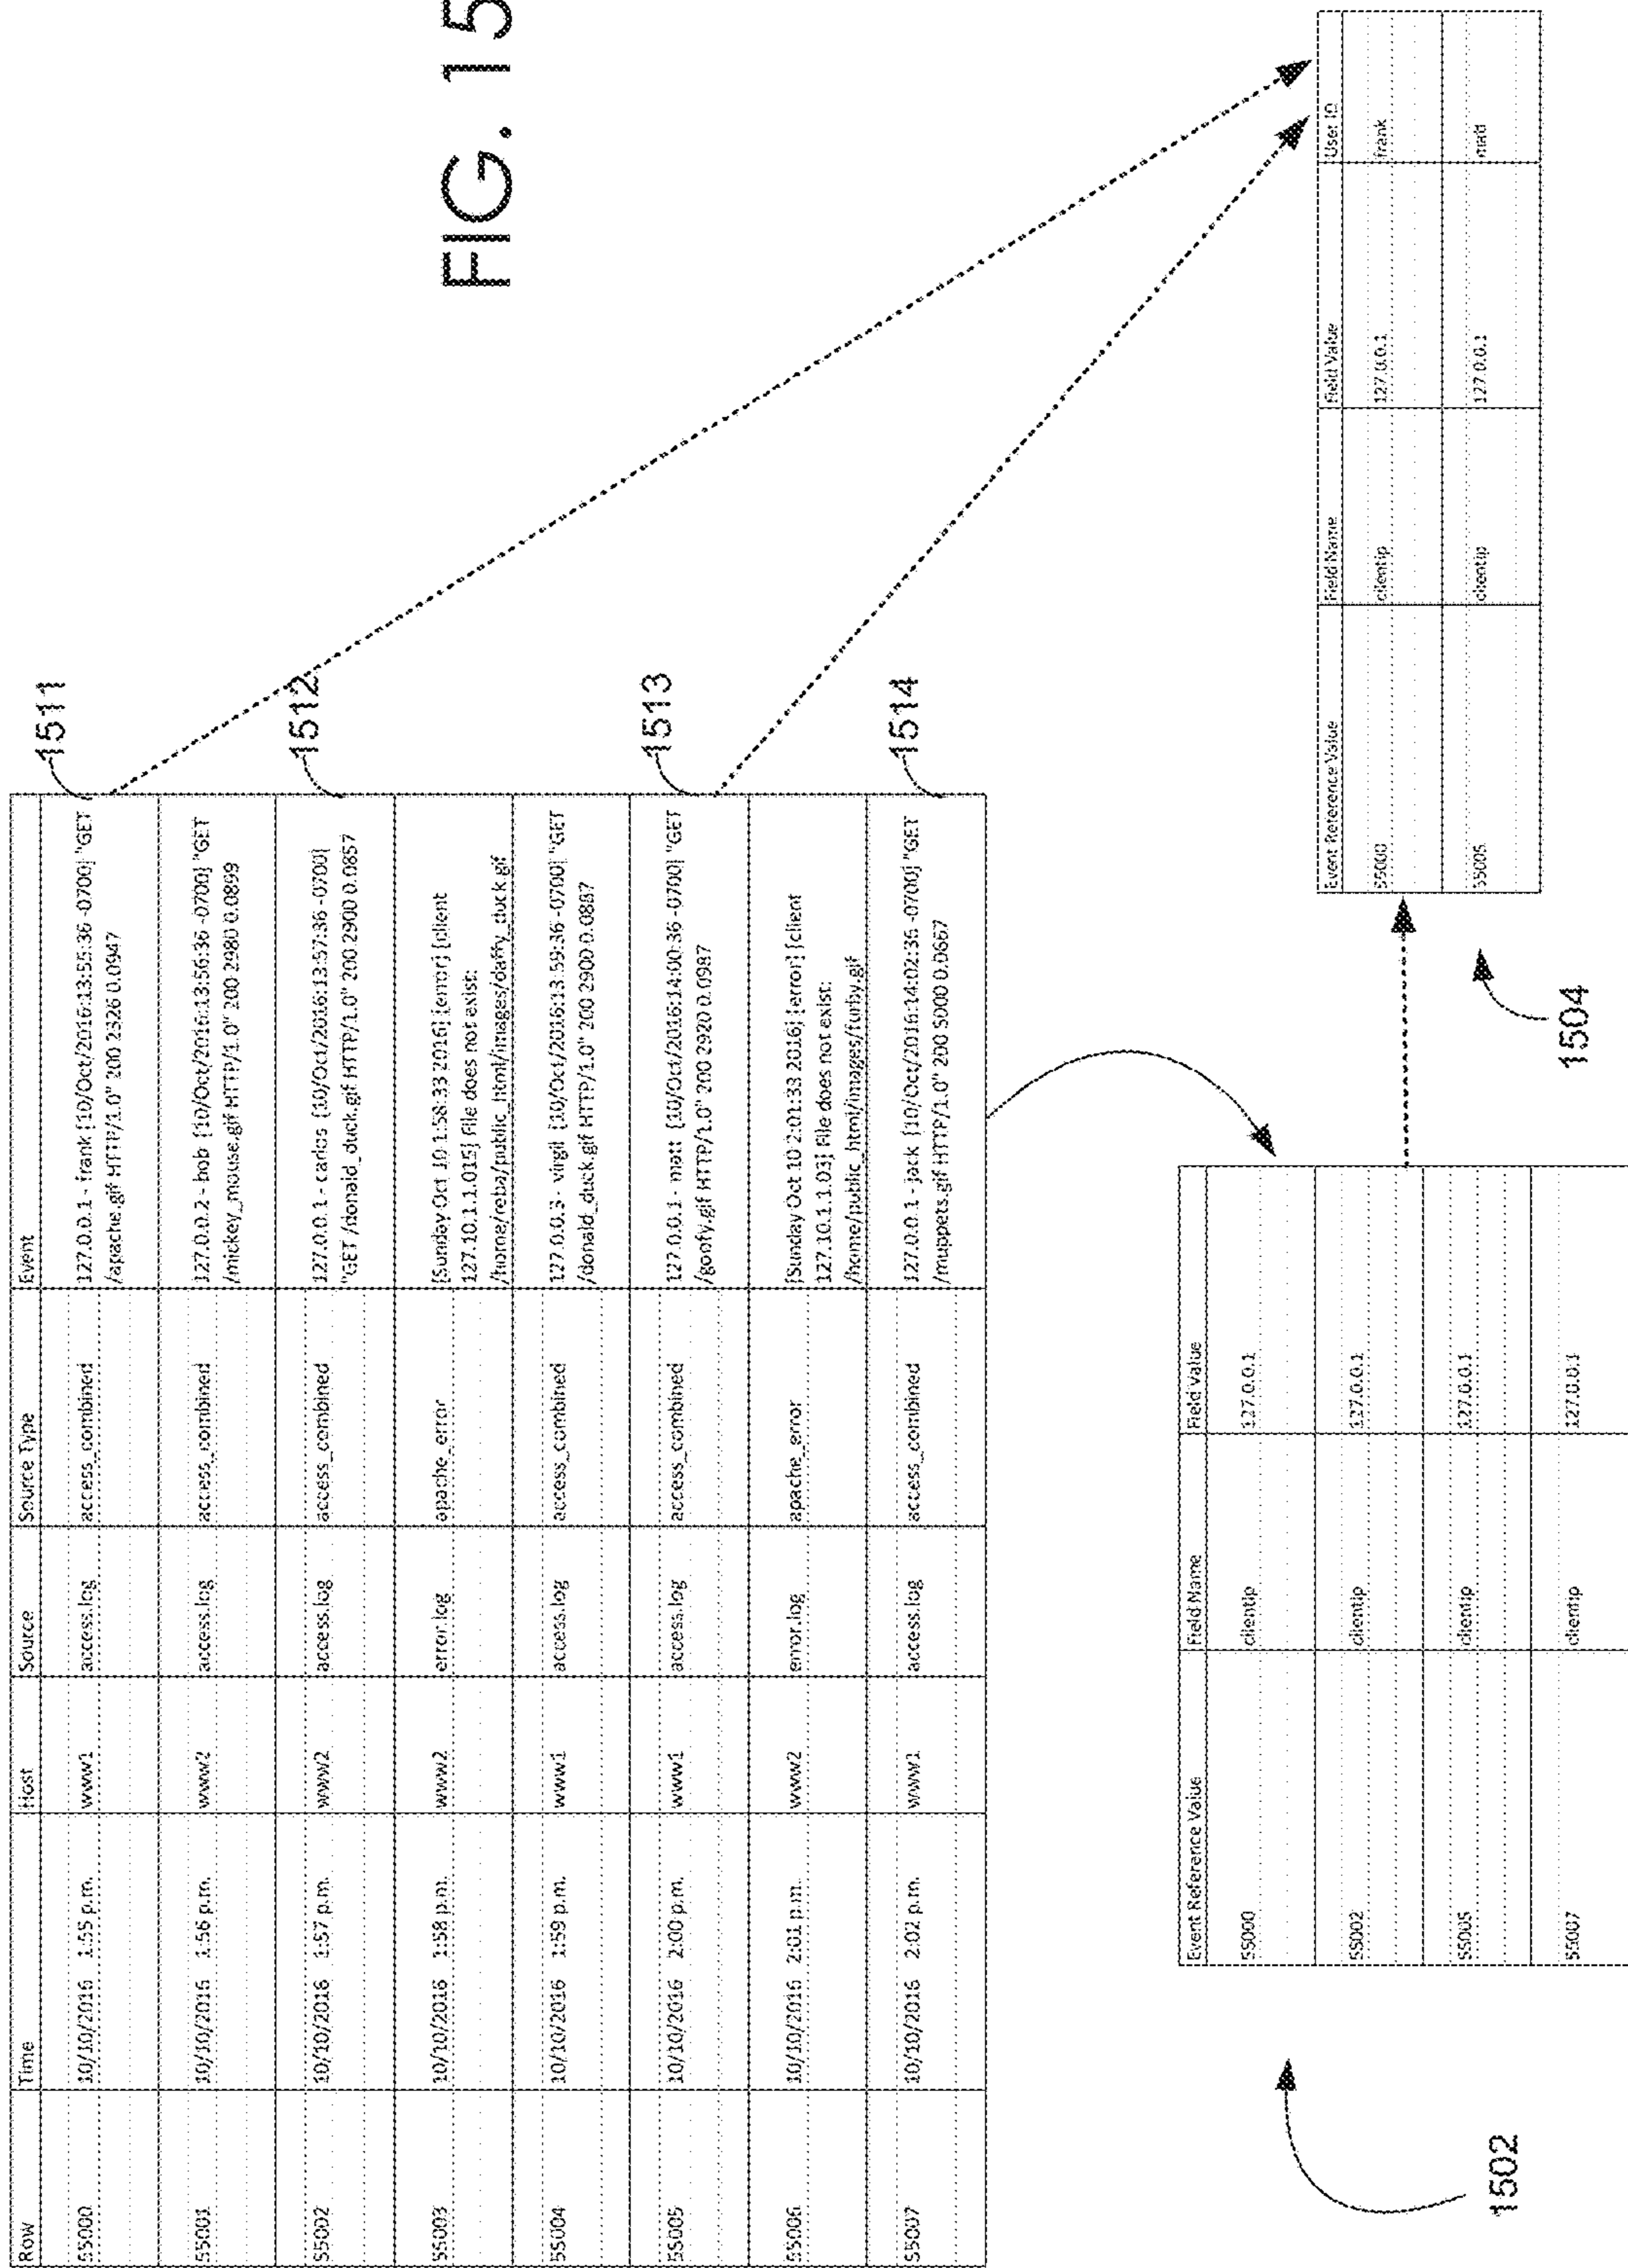 FIG. 15
Row Time Host Source Source Type Event
55000 10/10/2016 1:55 p.m. www1 access.log access_combined 127.0.0.1 - frank [10/Oct/2016:13:55:36 -0700] "GET
/apache.gif HTTP/1.0" 200 2326 0.0947
1511
55001 10/10/2016 1:56 p.m. www2 access.log access_combined 127.0.0.2 - bob [10/Oct/2016:13:56:36 -0700] "GET
/mickey_mouse.gif HTTP/1.0" 200 2980 0.0899
55002 10/10/2016 1:57 p.m. www2 access.log access_combined 127.0.0.1 - carlos [10/Oct/2016:13:57:36 -0700]
"GET /donald_duck.gif HTTP/1.0" 200 2900 0.0857
1512
55003 10/10/2016 1:58 p.m. www2 error.log apache_error [Sunday Oct 10 1:58:33 2016] [error] [client
127.10.1.1.015] File does not exist:
/home/reba/public_html/images/daffy_duck.gif
55004 10/10/2016 1:59 p.m. www1 access.log access_combined 127.0.0.3 - virgil [10/Oct/2016:13:59:36 -0700] "GET
/donald_duck.gif HTTP/1.0" 200 2900
55005 10/10/2016 2:00 p.m. www1 access.log access_combined 127.0.0.1 - matt [10/Oct/2016:14:00:36 -0700] "GET
/goofy.gif HTTP/1.0" 200 2920 0.0987
1513
55006 10/10/2016 2:01 p.m. www2 error.log apache_error [Sunday Oct 10 2:01:33 2016] [error] [client
127.10.1.1.03] File does not exist:
/home/public_html/images/furby.gif
55007 10/10/2016 2:02 p.m. www1 access.log access_combined 127.0.0.1 - jack [10/Oct/2016:14:02:36 -0700] "GET
/muppets.gif HTTP/1.0" 200 5000 0.0667
1514
Event Reference Value Field Name Field Value
55000 clientip 127.0.0.1
55002 clientip 127.0.0.1
55005 clientip 127.0.0.1
55007 clientip 127.0.0.1
1502
Event Reference Value Field Name Field Value User ID
55000 clientip 127.0.0.1 frank
55005 clientip 127.0.0.1
1504